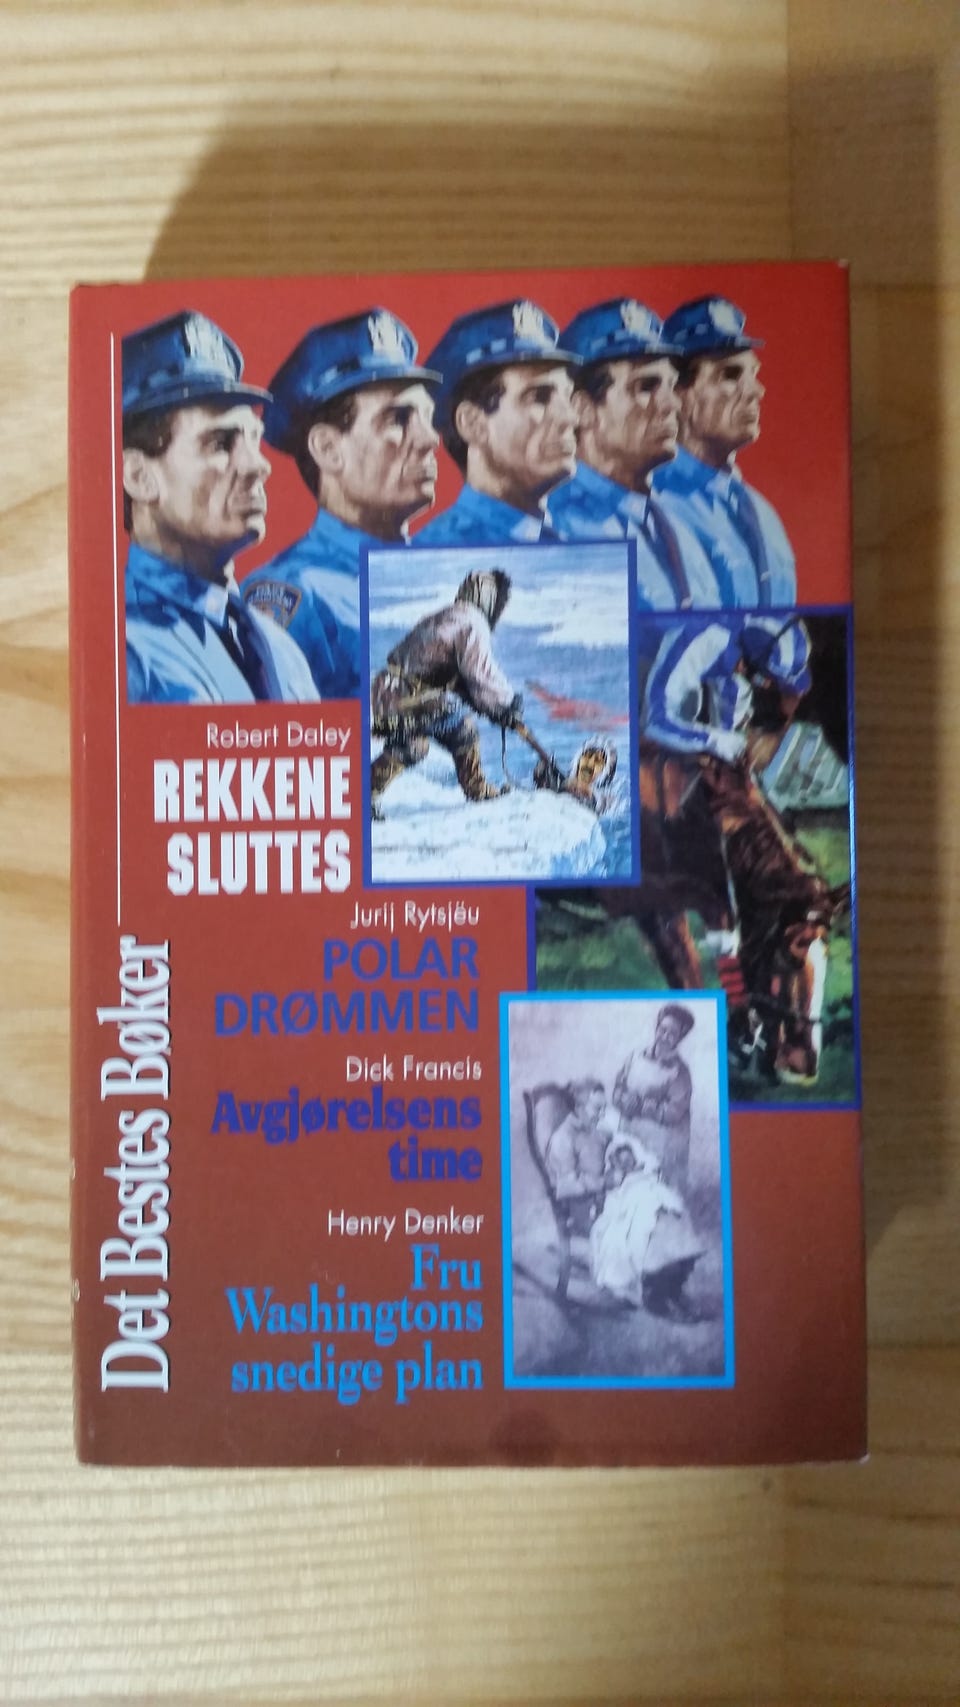 Det Bestes Bøker
Robert Daley
REKKENE
SLUTTES
Jurij Rytsjëu
POLAR
DRØMMEN
Dick Francis
Avgjørelsens
time
Henry Denker
Fru
Washingtons
snedige plan